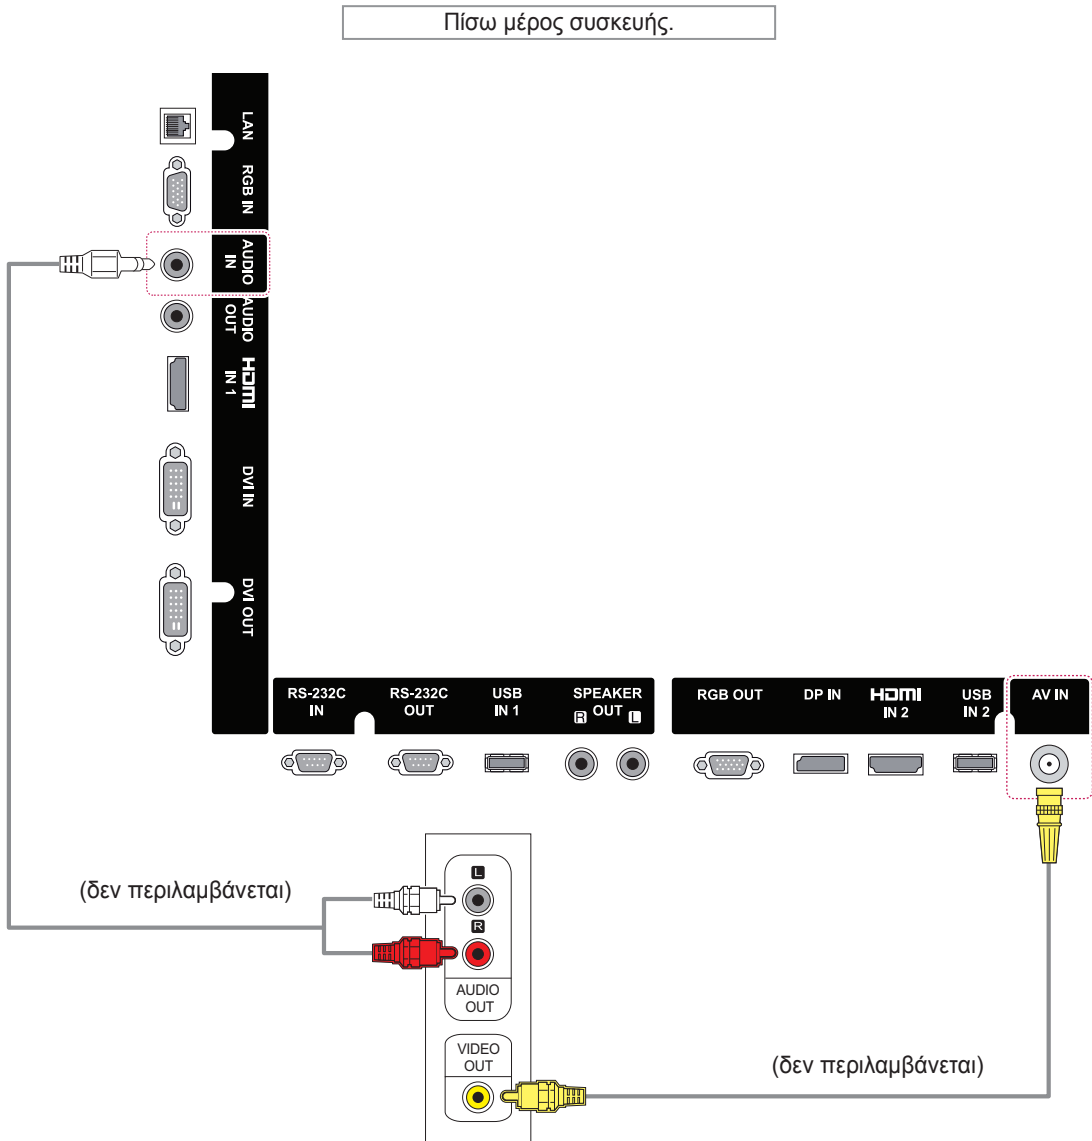 Πίσω μέρος συσκευής.
LAN
RGB IN
AUDIO
IN
AUDIO
OUT
HDMI
IN 1
DVI IN
DVI OUT
RS-232C
IN
RS-232C
OUT
USB
IN 1
SPEAKER
R OUT L
RGB OUT
DP IN
HDMI
IN 2
USB
IN 2
AV IN
(δεν περιλαμβάνεται)
L
R
AUDIO
OUT
VIDEO
OUT
(δεν περιλαμβάνεται)